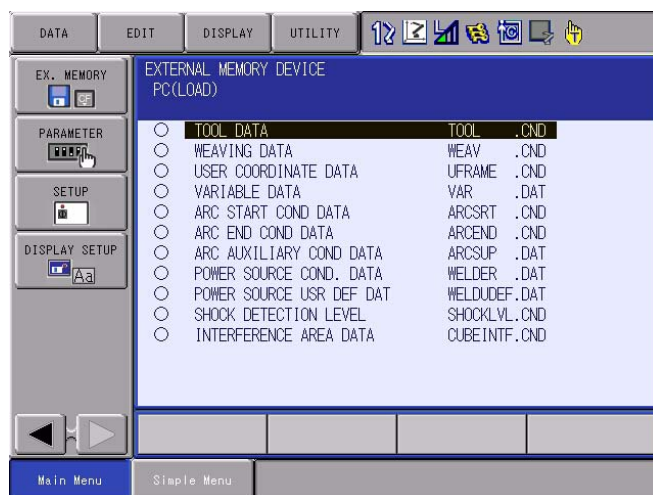 DATA EDIT DISPLAY UTILITY 12
EX. MEMORY
CF
PARAMETER
SETUP
DISPLAY SETUP
Aa
EXTERNAL MEMORY DEVICE
PC(LOAD)
TOOL DATA TOOL .CND
WEAVING DATA WEAV .CND
USER COORDINATE DATA UFRAME .CND
VARIABLE DATA VAR .DAT
ARC START COND DATA ARCSRT .CND
ARC END COND DATA ARCEND .CND
ARC AUXILIARY COND DATA ARCSUP .DAT
POWER SOURCE COND. DATA WELDER .DAT
POWER SOURCE USR DEF DAT WELDUDEF.DAT
SHOCK DETECTION LEVEL SHOCKLVL.CND
INTERFERENCE AREA DATA CUBEINTF.CND
Main Menu Simple Menu